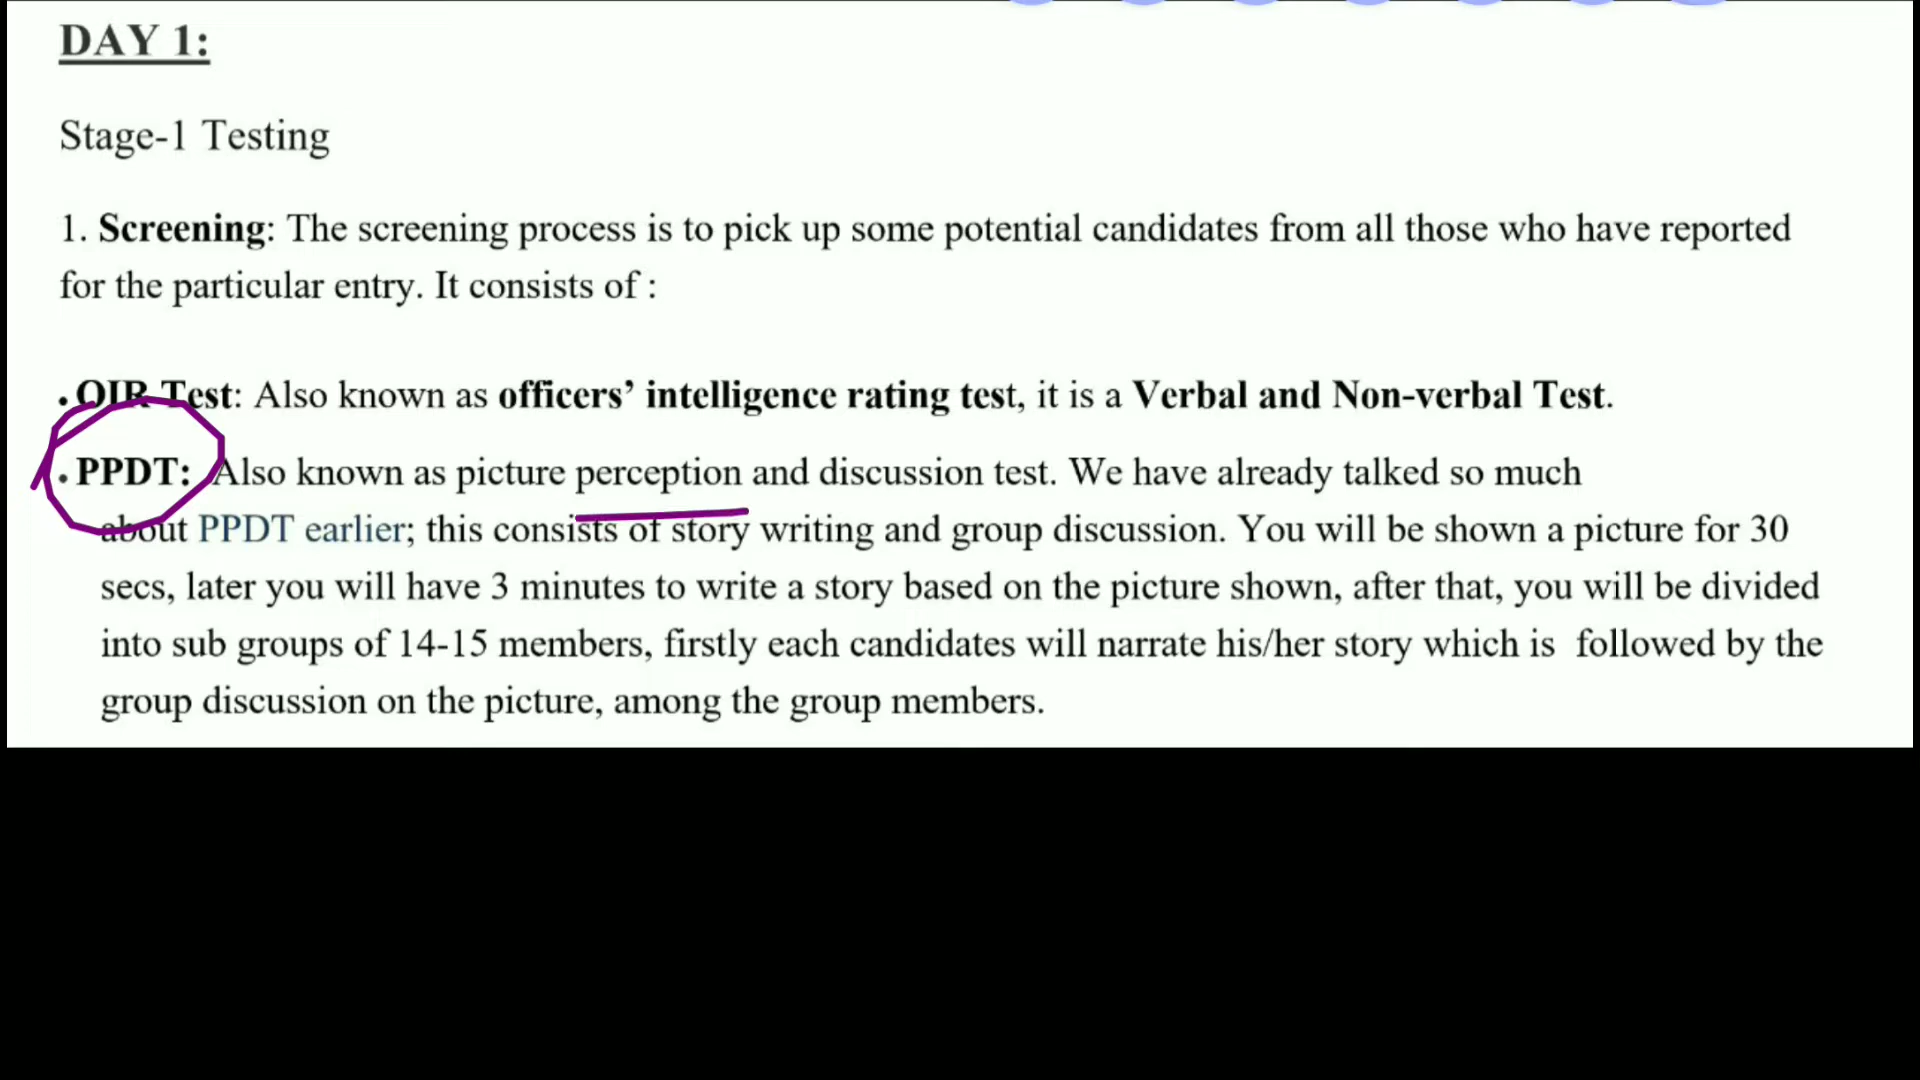 DAY 1:
Stage-1 Testing
1. Screening: The screening process is to pick up some potential candidates from all those who have reported
for the particular entry. It consists of :
• OIR Test: Also known as officers’ intelligence rating test, it is a Verbal and Non-verbal Test.
• PPDT: Also known as picture perception and discussion test. We have already talked so much
about PPDT earlier; this consists of story writing and group discussion. You will be shown a picture for 30
secs, later you will have 3 minutes to write a story based on the picture shown, after that, you will be divided
into sub groups of 14-15 members, firstly each candidates will narrate his/her story which is followed by the
group discussion on the picture, among the group members.